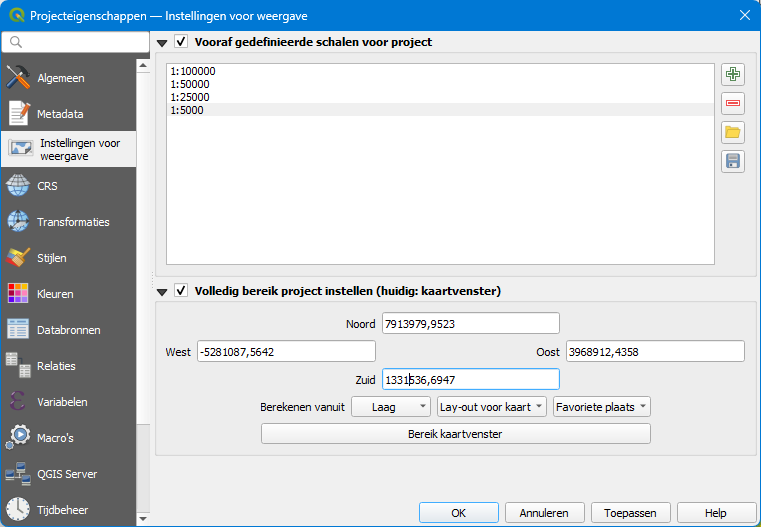 Projecteigenschappen — Instellingen voor weergave
Algemeen
Metadata
Instellingen voor
weergave
CRS
Transformaties
Stijlen
Kleuren
Databronnen
Relaties
Variabelen
Macro's
QGIS Server
Tijdbeheer
Vooraf gedefinieerde schalen voor project
1:100000
1:50000
1:25000
1:5000
Volledig bereik project instellen (huidig: kaartvenster)
Noord 7913979,9523
West -5281087,5642 Oost 3968912,4358
Zuid 1331536,6947
Berekenen vanuit Laag Lay-out voor kaart Favoriete plaats
Bereik kaartvenster
OK Annuleren Toepassen Help